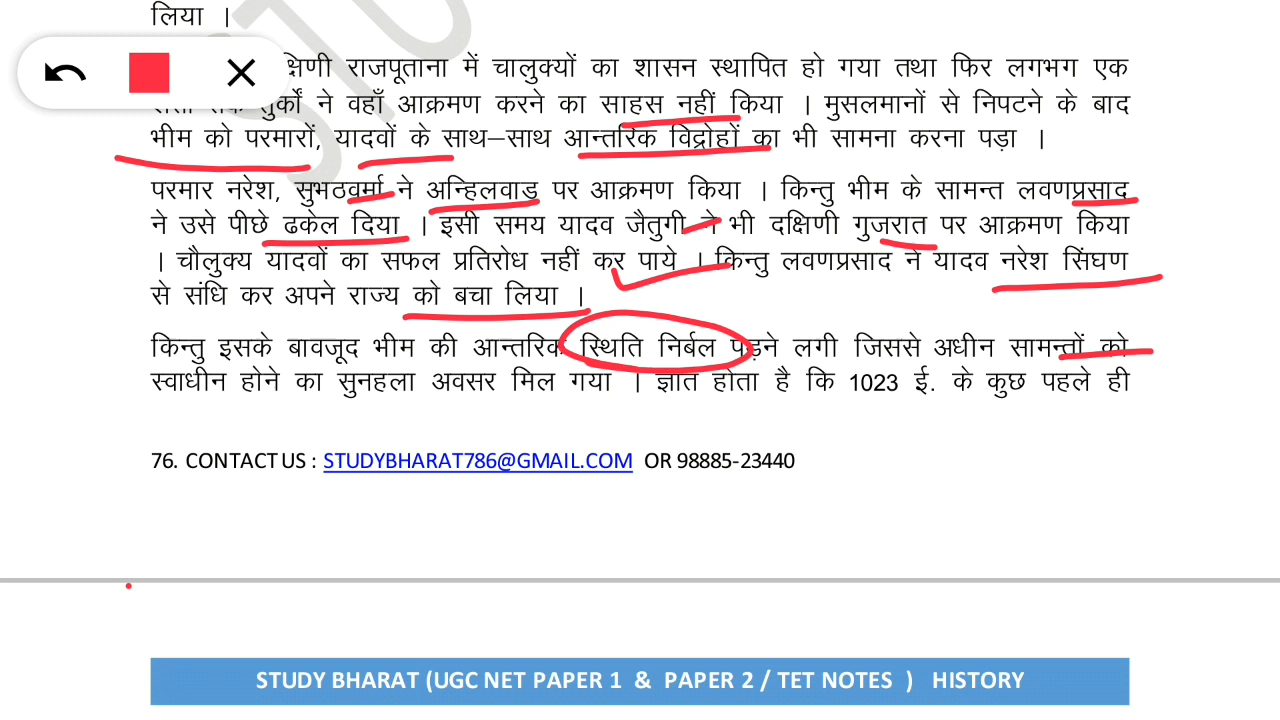 लिया ।
क्षिणी राजपूताना में चालुक्यों का शासन स्थापित हो गया तथा फिर लगभग एक
तुर्कों ने वहाँ आक्रमण करने का साहस नहीं किया । मुसलमानों से निपटने के बाद
भीम को परमारों, यादवों के साथ–साथ आन्तरिक विद्रोहों का भी सामना करना पड़ा ।
परमार नरेश, सुभठवर्मा ने अन्हिलवाड़ पर आक्रमण किया । किन्तु भीम के सामन्त लवणप्रसाद
ने उसे पीछे ढकेल दिया । इसी समय यादव जैतुगी ने भी दक्षिणी गुजरात पर आक्रमण किया
। चौलुक्य यादवों का सफल प्रतिरोध नहीं कर पाये । किन्तु लवणप्रसाद ने यादव नरेश सिंघण
से संधि कर अपने राज्य को बचा लिया ।
किन्तु इसके बावजूद भीम की आन्तरिक स्थिति निर्बल पड़ने लगी जिससे अधीन सामन्तों को
स्वाधीन होने का सुनहला अवसर मिल गया । ज्ञात होता है कि 1023 ई. के कुछ पहले ही
76. CONTACT US : STUDYBHARAT786@GMAIL.COM OR 98885-23440
STUDY BHARAT (UGC NET PAPER 1 & PAPER 2 / TET NOTES ) HISTORY